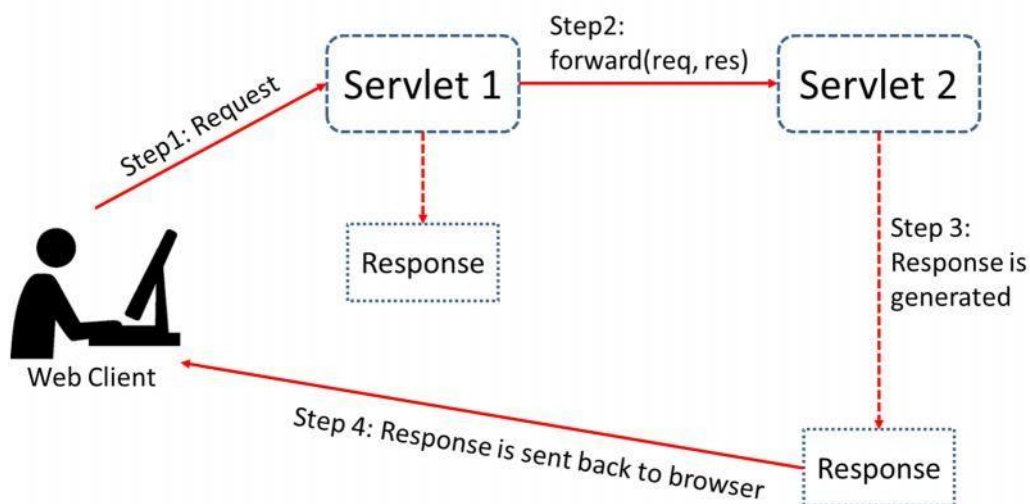 Step1: Request
Servlet 1
Step2:
forward(req, res)
Servlet 2
Response
Step 3:
Response is
generated
Web Client
Step 4: Response is sent back to browser
Response